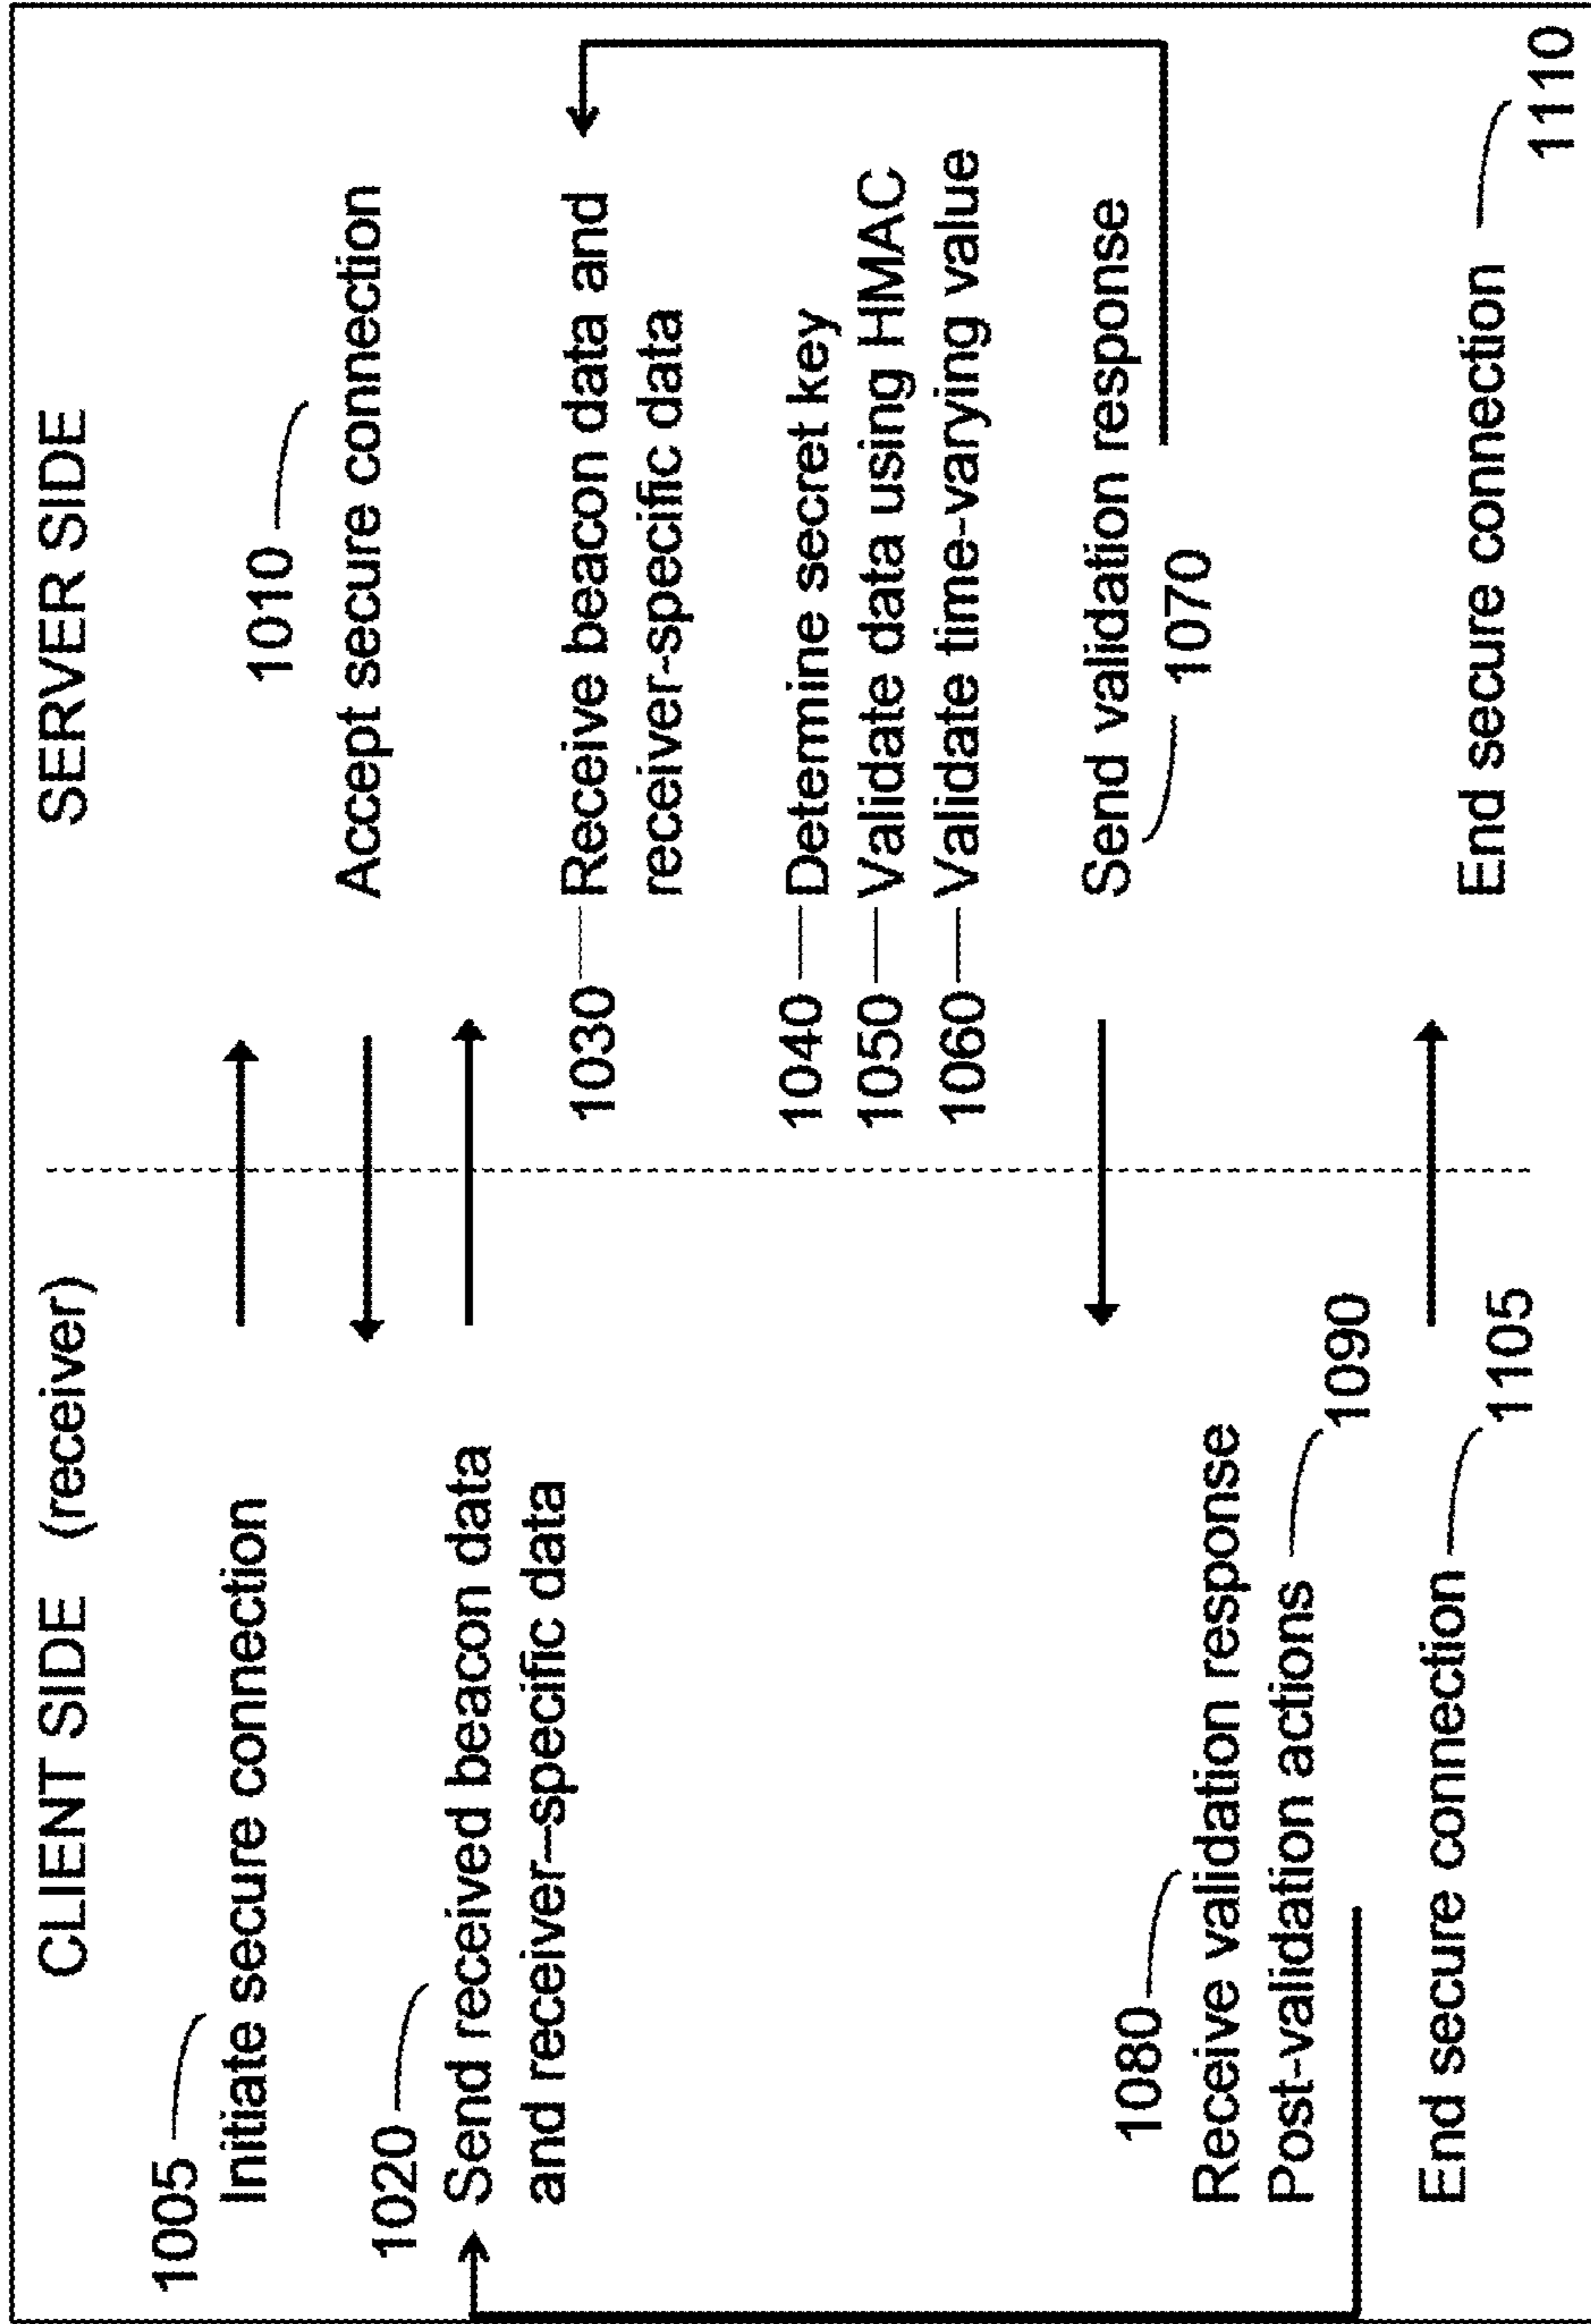 CLIENT SIDE (receiver)
SERVER SIDE
1005
Initiate secure connection
1010
Accept secure connection
1020
Send received beacon data
and receiver-specific data
1030 Receive beacon data and
receiver-specific data
1040 Determine secret key
1050 Validate data using HMAC
1060 Validate time-varying value
Send validation response
1070
1080
Receive validation response
Post-validation actions
1090
End secure connection
1105
End secure connection
1110